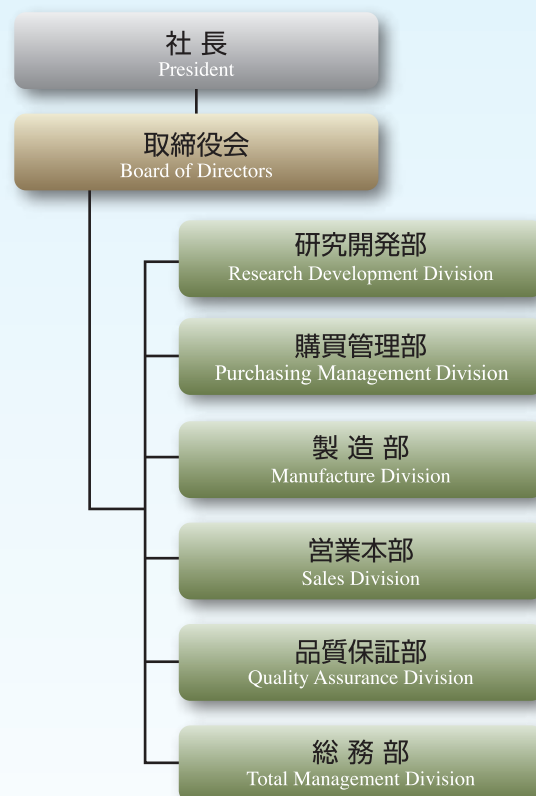 社長
President
取締役会
Board of Directors
研究開発部
Research Development Division
購買管理部
Purchasing Management Division
製造部
Manufacture Division
営業本部
Sales Division
品質保証部
Quality Assurance Division
総務部
Total Management Division